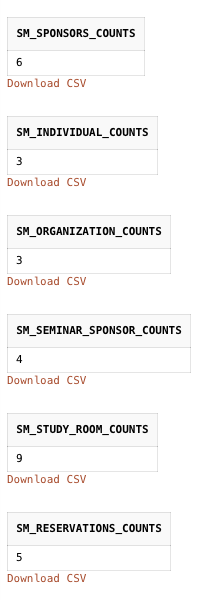 SM_SPONSORS_COUNTS
6
Download CSV
SM_INDIVIDUAL_COUNTS
3
Download CSV
SM_ORGANIZATION_COUNTS
3
Download CSV
SM_SEMINAR_SPONSOR_COUNTS
4
Download CSV
SM_STUDY_ROOM_COUNTS
9
Download CSV
SM_RESERVATIONS_COUNTS
5
Download CSV